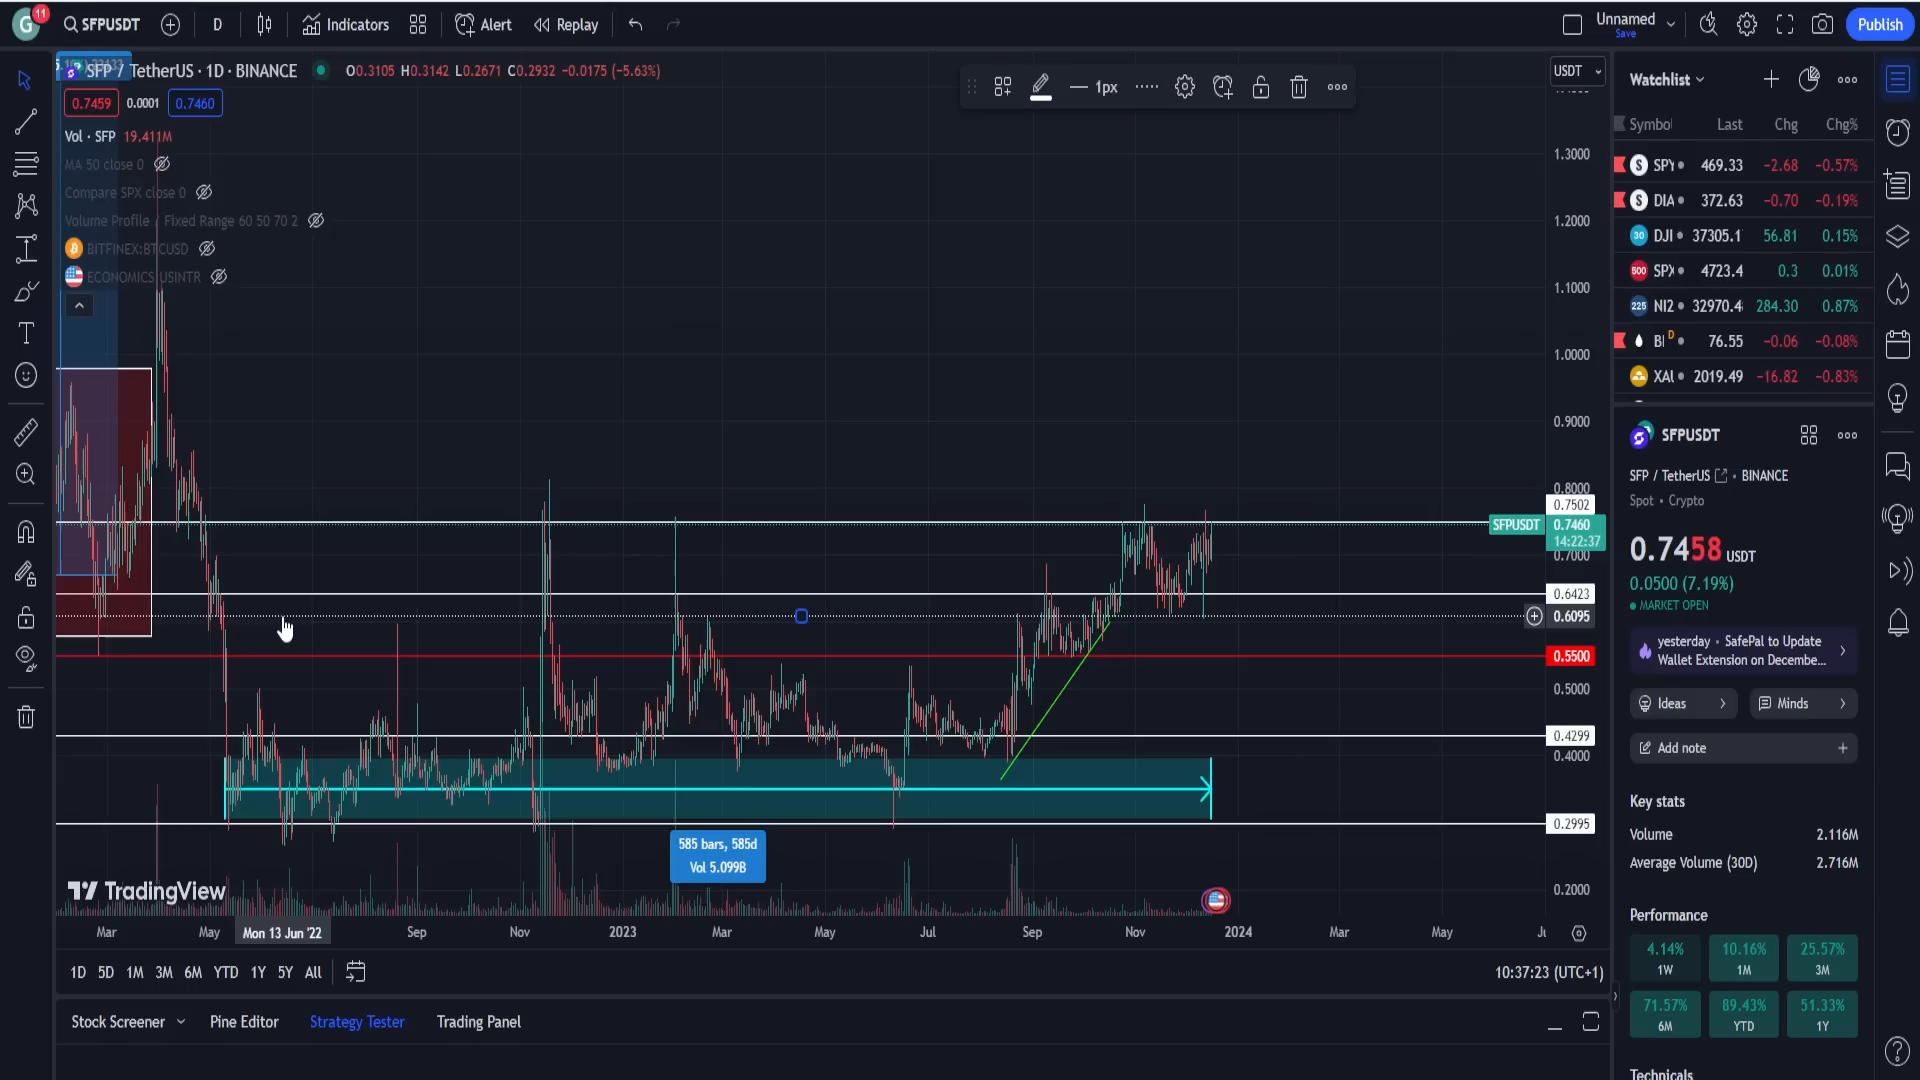 G
11
SFPUSDT
D
Indicators
Alert
Replay
Unnamed
Save
Publish
SFP / TetherUS · 1D · BINANCE
O0.3105 H0.3142 L0.2671 C0.2932 −0.0175 (−5.63%)
0.7459
0.0001
0.7460
Vol · SFP 19.411M
MA 50 close 0
Compare SPX close 0
Volume Profile / Fixed Range 60 50 70 2
BITFINEX:BTCUSD
ECONOMICS USINTR
1px
USDT
1.3000
1.2000
1.1000
1.0000
0.9000
0.8000
0.7502
SFPUSDT
0.7460
14:22:37
0.7000
0.6423
0.6095
0.5500
0.5000
0.4299
0.4000
0.2995
0.2000
585 bars, 585d
Vol 5.099B
TradingView
Mar
May
Mon 13 Jun '22
Sep
Nov
2023
Mar
May
Jul
Sep
Nov
2024
Mar
May
1D 5D 1M 3M 6M YTD 1Y 5Y All
10:37:23 (UTC+1)
Stock Screener
Pine Editor
Strategy Tester
Trading Panel
Watchlist
Symbol Last Chg Chg%
SPY 469.33 −2.68 −0.57%
DIA 372.63 −0.70 −0.19%
30 DJI 37305.1 56.81 0.15%
500 SPX 4723.4 0.3 0.01%
225 NI2 32970.4 284.30 0.87%
D 76.55 −0.06 −0.08%
XAU 2019.49 −16.82 −0.83%
SFPUSDT
SFP / TetherUS · BINANCE
Spot · Crypto
0.7458 USDT
0.0500 (7.19%)
MARKET OPEN
yesterday · SafePal to Update
Wallet Extension on Decembe...
Ideas
Minds
Add note
Key stats
Volume 2.116M
Average Volume (30D) 2.716M
Performance
4.14%
1W
10.16%
1M
25.57%
3M
71.57%
6M
89.43%
YTD
51.33%
1Y
Technicals